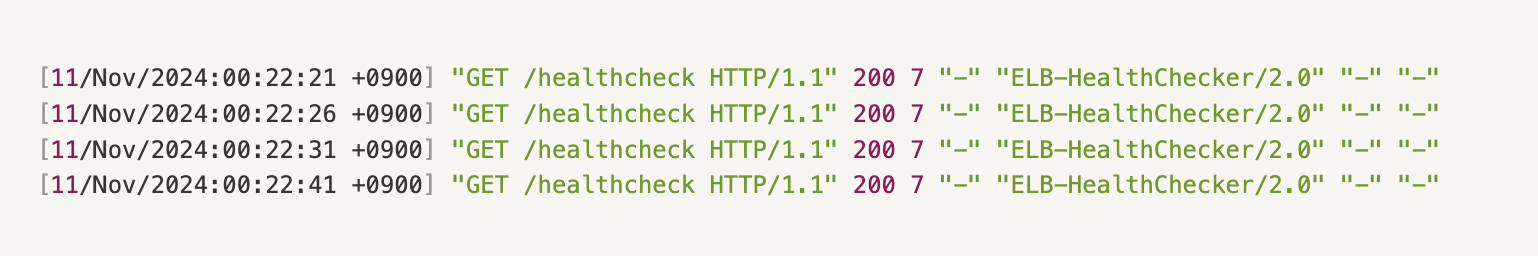 [11/Nov/2024:00:22:21 +0900] "GET /healthcheck HTTP/1.1" 200 7 "-" "ELB-HealthChecker/2.0" "-" "-"
[11/Nov/2024:00:22:26 +0900] "GET /healthcheck HTTP/1.1" 200 7 "-" "ELB-HealthChecker/2.0" "-" "-"
[11/Nov/2024:00:22:31 +0900] "GET /healthcheck HTTP/1.1" 200 7 "-" "ELB-HealthChecker/2.0" "-" "-"
[11/Nov/2024:00:22:41 +0900] "GET /healthcheck HTTP/1.1" 200 7 "-" "ELB-HealthChecker/2.0" "-" "-"